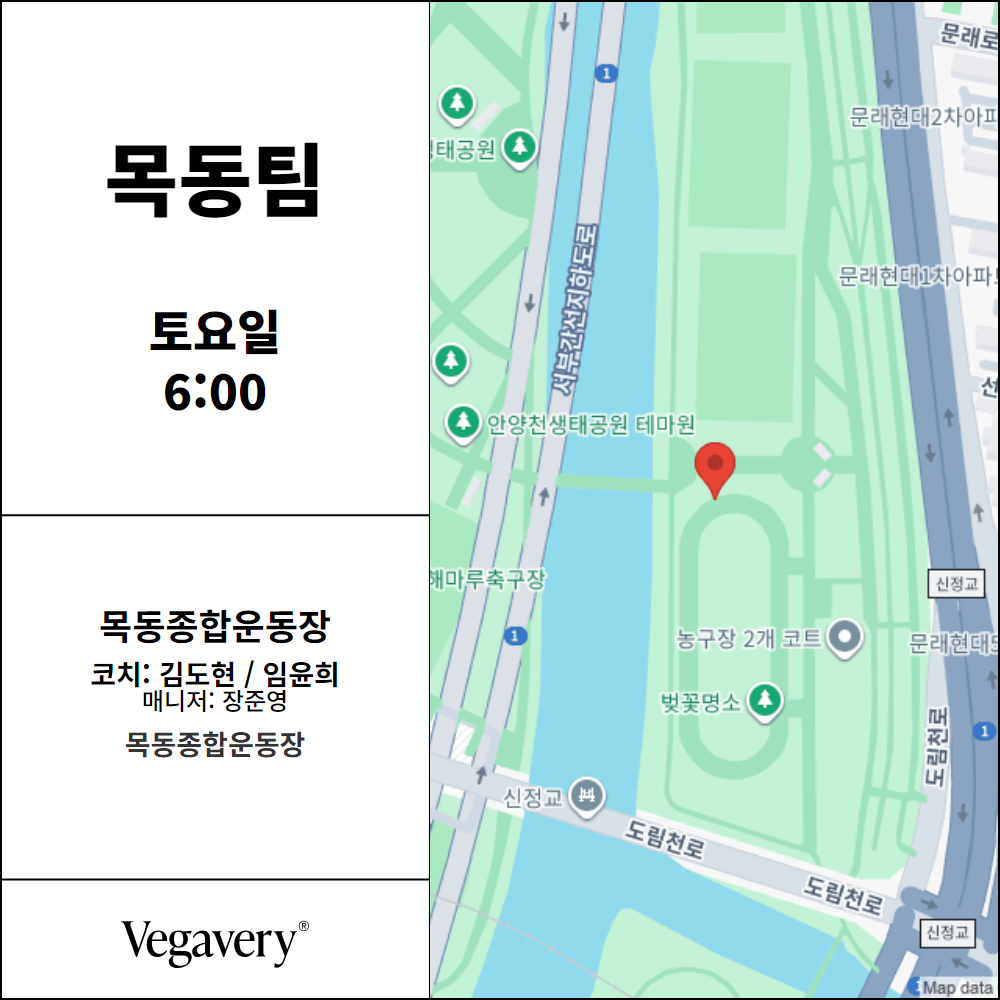 목동팀
토요일
6:00
목동종합운동장
코치: 김도현 / 임윤희
매니저: 장준영
목동종합운동장
Vegavery®
문래로
1
문래현대2차아파
생태공원
서부간선지하도로
문래현대1차아파트
선
안양천생태공원 테마원
해마루축구장
신정교
1
농구장 2개 코트
문래현대5
벚꽃명소
도림천로
1
신정교
도림천로
도림천로
신정교
1
Map data